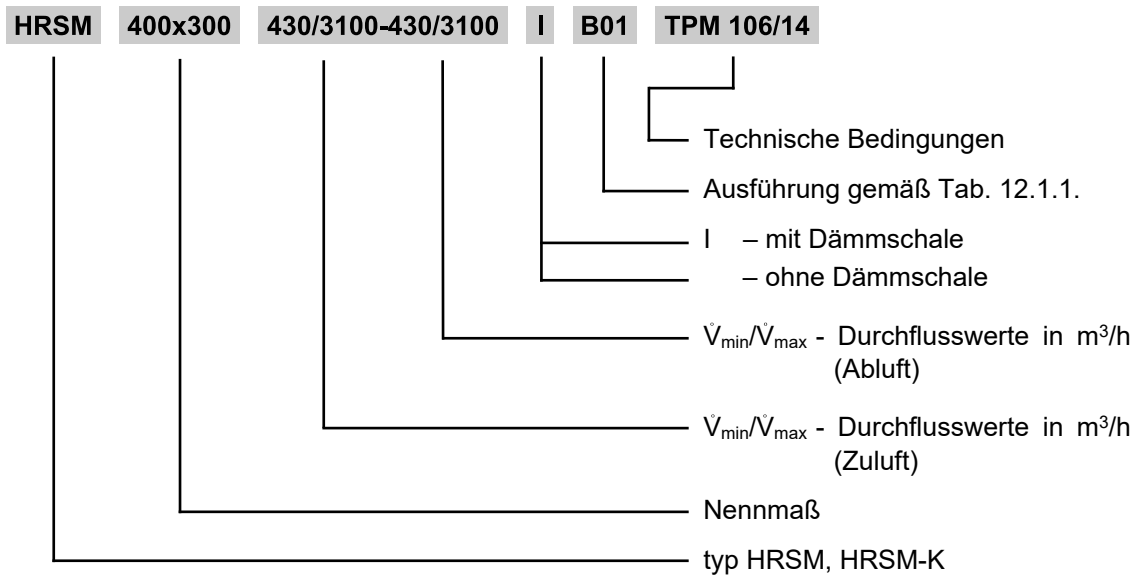 HRSM 400x300 430/3100-430/3100 I B01 TPM 106/14
Technische Bedingungen
Ausführung gemäß Tab. 12.1.1.
I – mit Dämmschale
– ohne Dämmschale
V̊min/V̊max - Durchflusswerte in m³/h
(Abluft)
V̊min/V̊max - Durchflusswerte in m³/h
(Zuluft)
Nennmaß
typ HRSM, HRSM-K